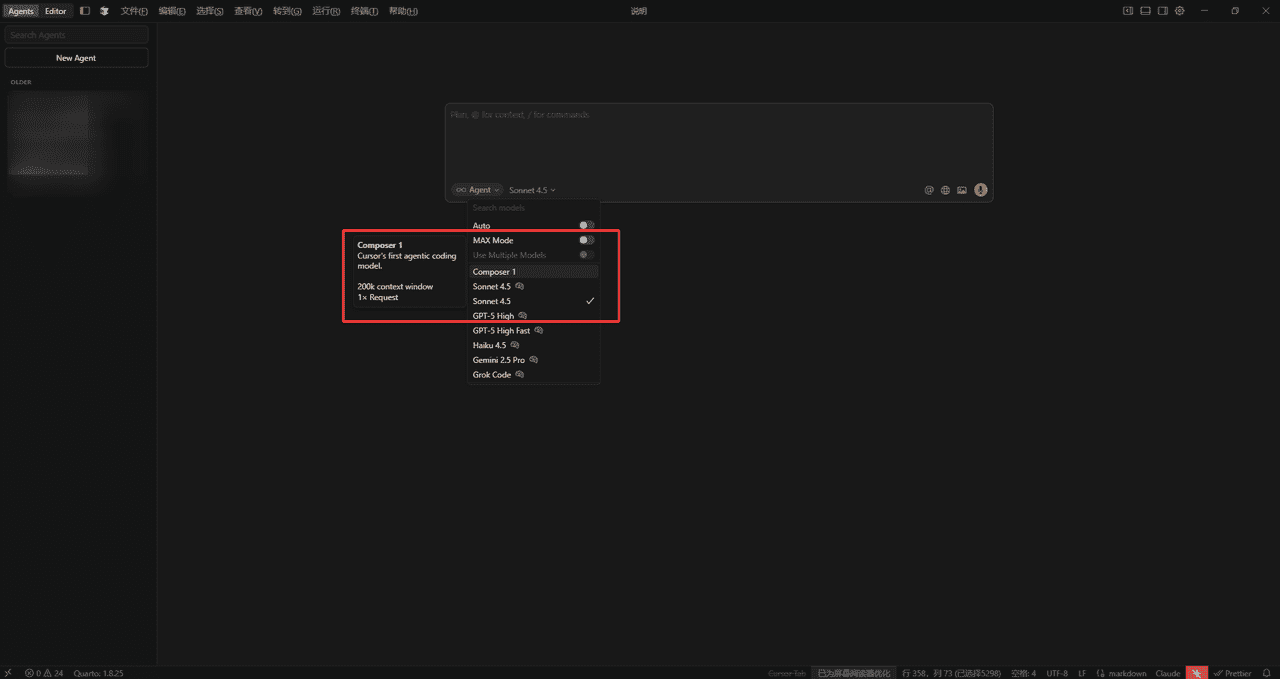 Agents Editor 文件(F) 编辑(E) 选择(S) 查看(V) 转到(G) 运行(R) 终端(T) 帮助(H) 说明
Search Agents
New Agent
OLDER
Plan, @ for context, / for commands
Agent Sonnet 4.5
Search models
Auto
MAX Mode
Use Multiple Models
Composer 1
Sonnet 4.5
Sonnet 4.5
GPT-5 High
GPT-5 High Fast
Haiku 4.5
Gemini 2.5 Pro
Grok Code
Composer 1
Cursor's first agentic coding
model.
200k context window
1× Request
0 24 Quarto: 1.8.25 Cursor Tab 已为屏幕阅读器优化 行 358，列 73 (已选择5298) 空格: 4 UTF-8 LF markdown Claude Prettier